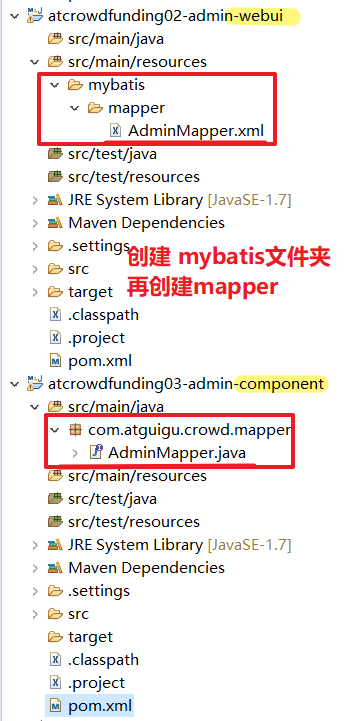 atcrowdfunding02-admin-webui
src/main/java
src/main/resources
mybatis
mapper
AdminMapper.xml
src/test/java
src/test/resources
JRE System Library [JavaSE-1.7]
Maven Dependencies
.settings
创建 mybatis文件夹
src
再创建mapper
target
.classpath
.project
pom.xml
atcrowdfunding03-admin-component
src/main/java
com.atguigu.crowd.mapper
AdminMapper.java
src/main/resources
src/test/java
src/test/resources
JRE System Library [JavaSE-1.7]
Maven Dependencies
.settings
src
target
.classpath
.project
pom.xml